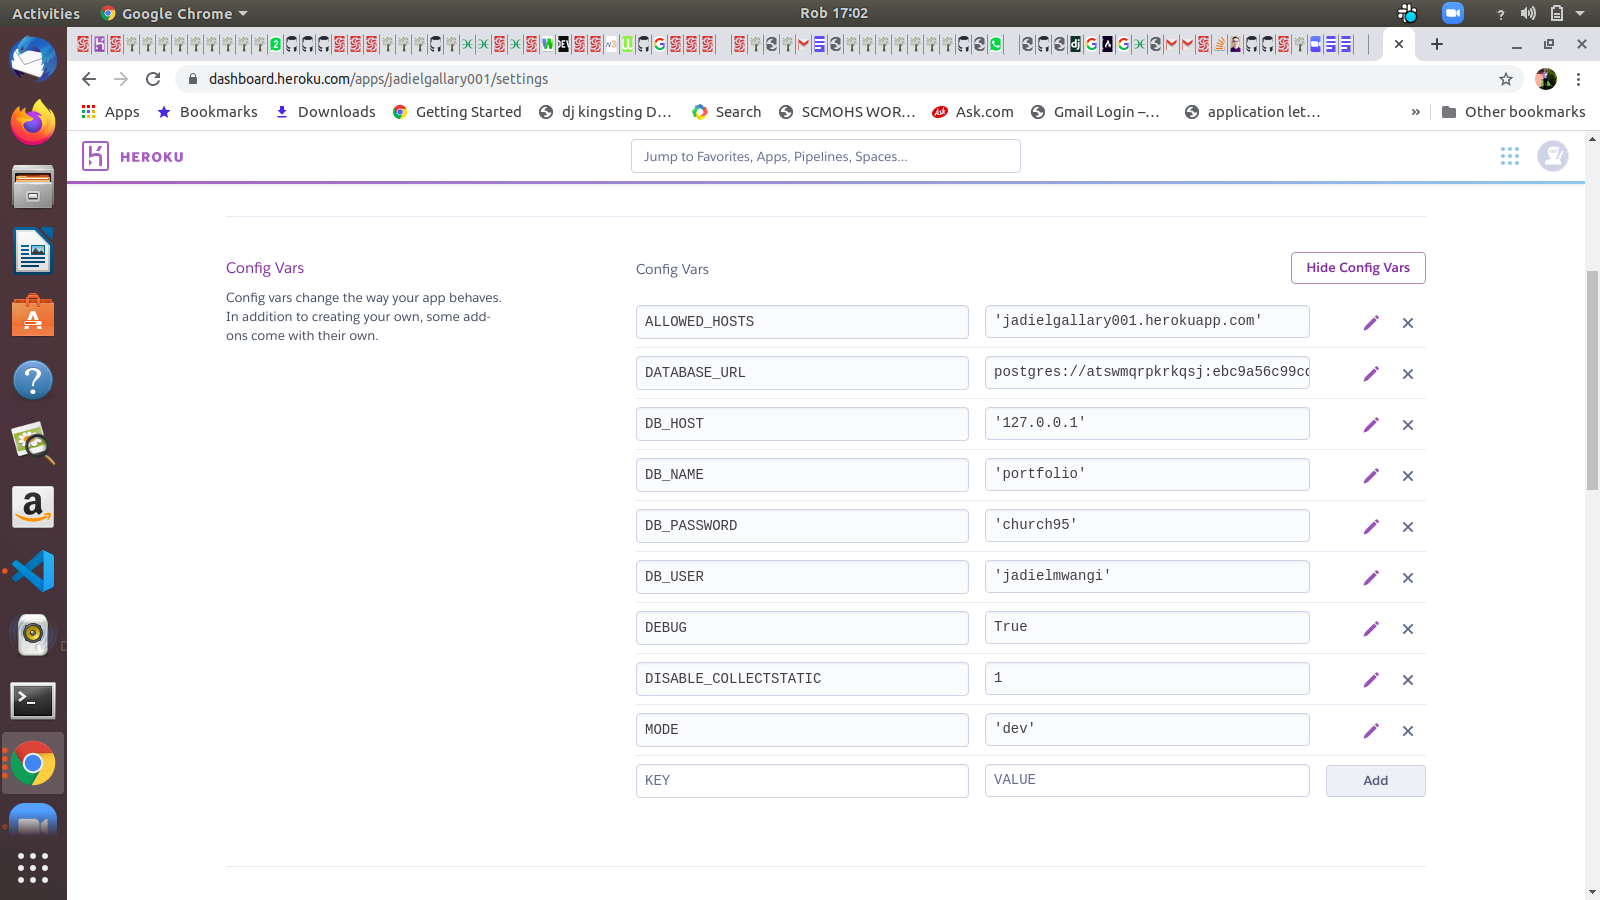 Activities
Google Chrome
Rob 17:02
dashboard.heroku.com/apps/jadielgallary001/settings
Apps
Bookmarks
Downloads
Getting Started
dj kingsting D…
Search
SCMOHS WOR…
Ask.com
Gmail Login –…
application let…
»
Other bookmarks
HEROKU
Jump to Favorites, Apps, Pipelines, Spaces...
Config Vars
Config vars change the way your app behaves.
In addition to creating your own, some add-
ons come with their own.
Config Vars
Hide Config Vars
ALLOWED_HOSTS
'jadielgallary001.herokuapp.com'
DATABASE_URL
postgres://atswmqrpkrkqsj:ebc9a56c99cc
DB_HOST
'127.0.0.1'
DB_NAME
'portfolio'
DB_PASSWORD
'church95'
DB_USER
'jadielmwangi'
DEBUG
True
DISABLE_COLLECTSTATIC
1
MODE
'dev'
KEY
VALUE
Add